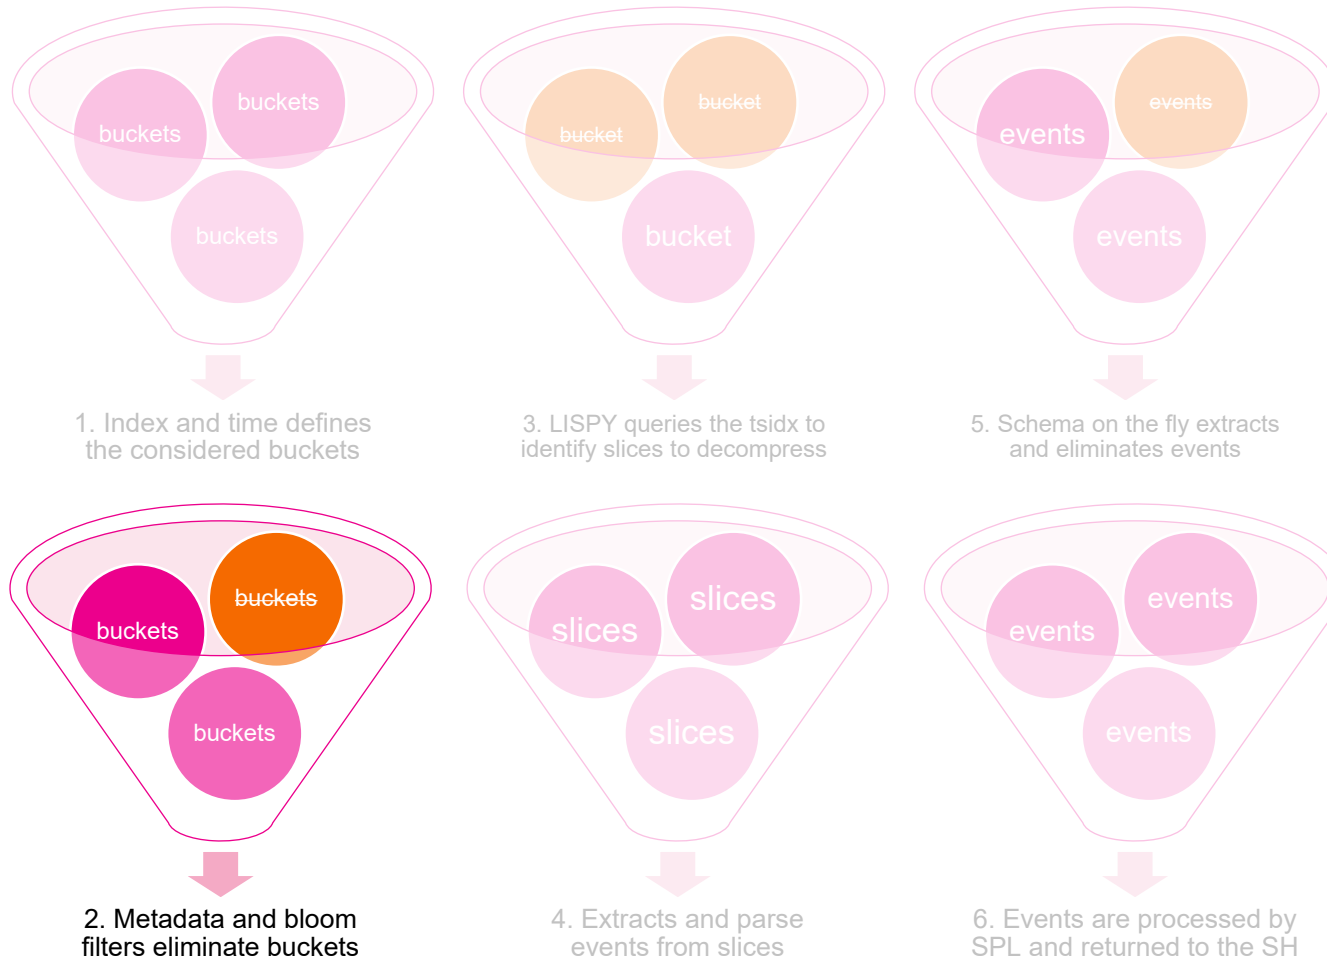 buckets
buckets
buckets
1. Index and time defines
the considered buckets
buckets
buckets
buckets
2. Metadata and bloom
filters eliminate buckets
bucket
bucket
bucket
3. LISPY queries the tsidx to
identify slices to decompress
slices
slices
slices
4. Extracts and parse
events from slices
events
events
events
5. Schema on the fly extracts
and eliminates events
events
events
events
6. Events are processed by
SPL and returned to the SH